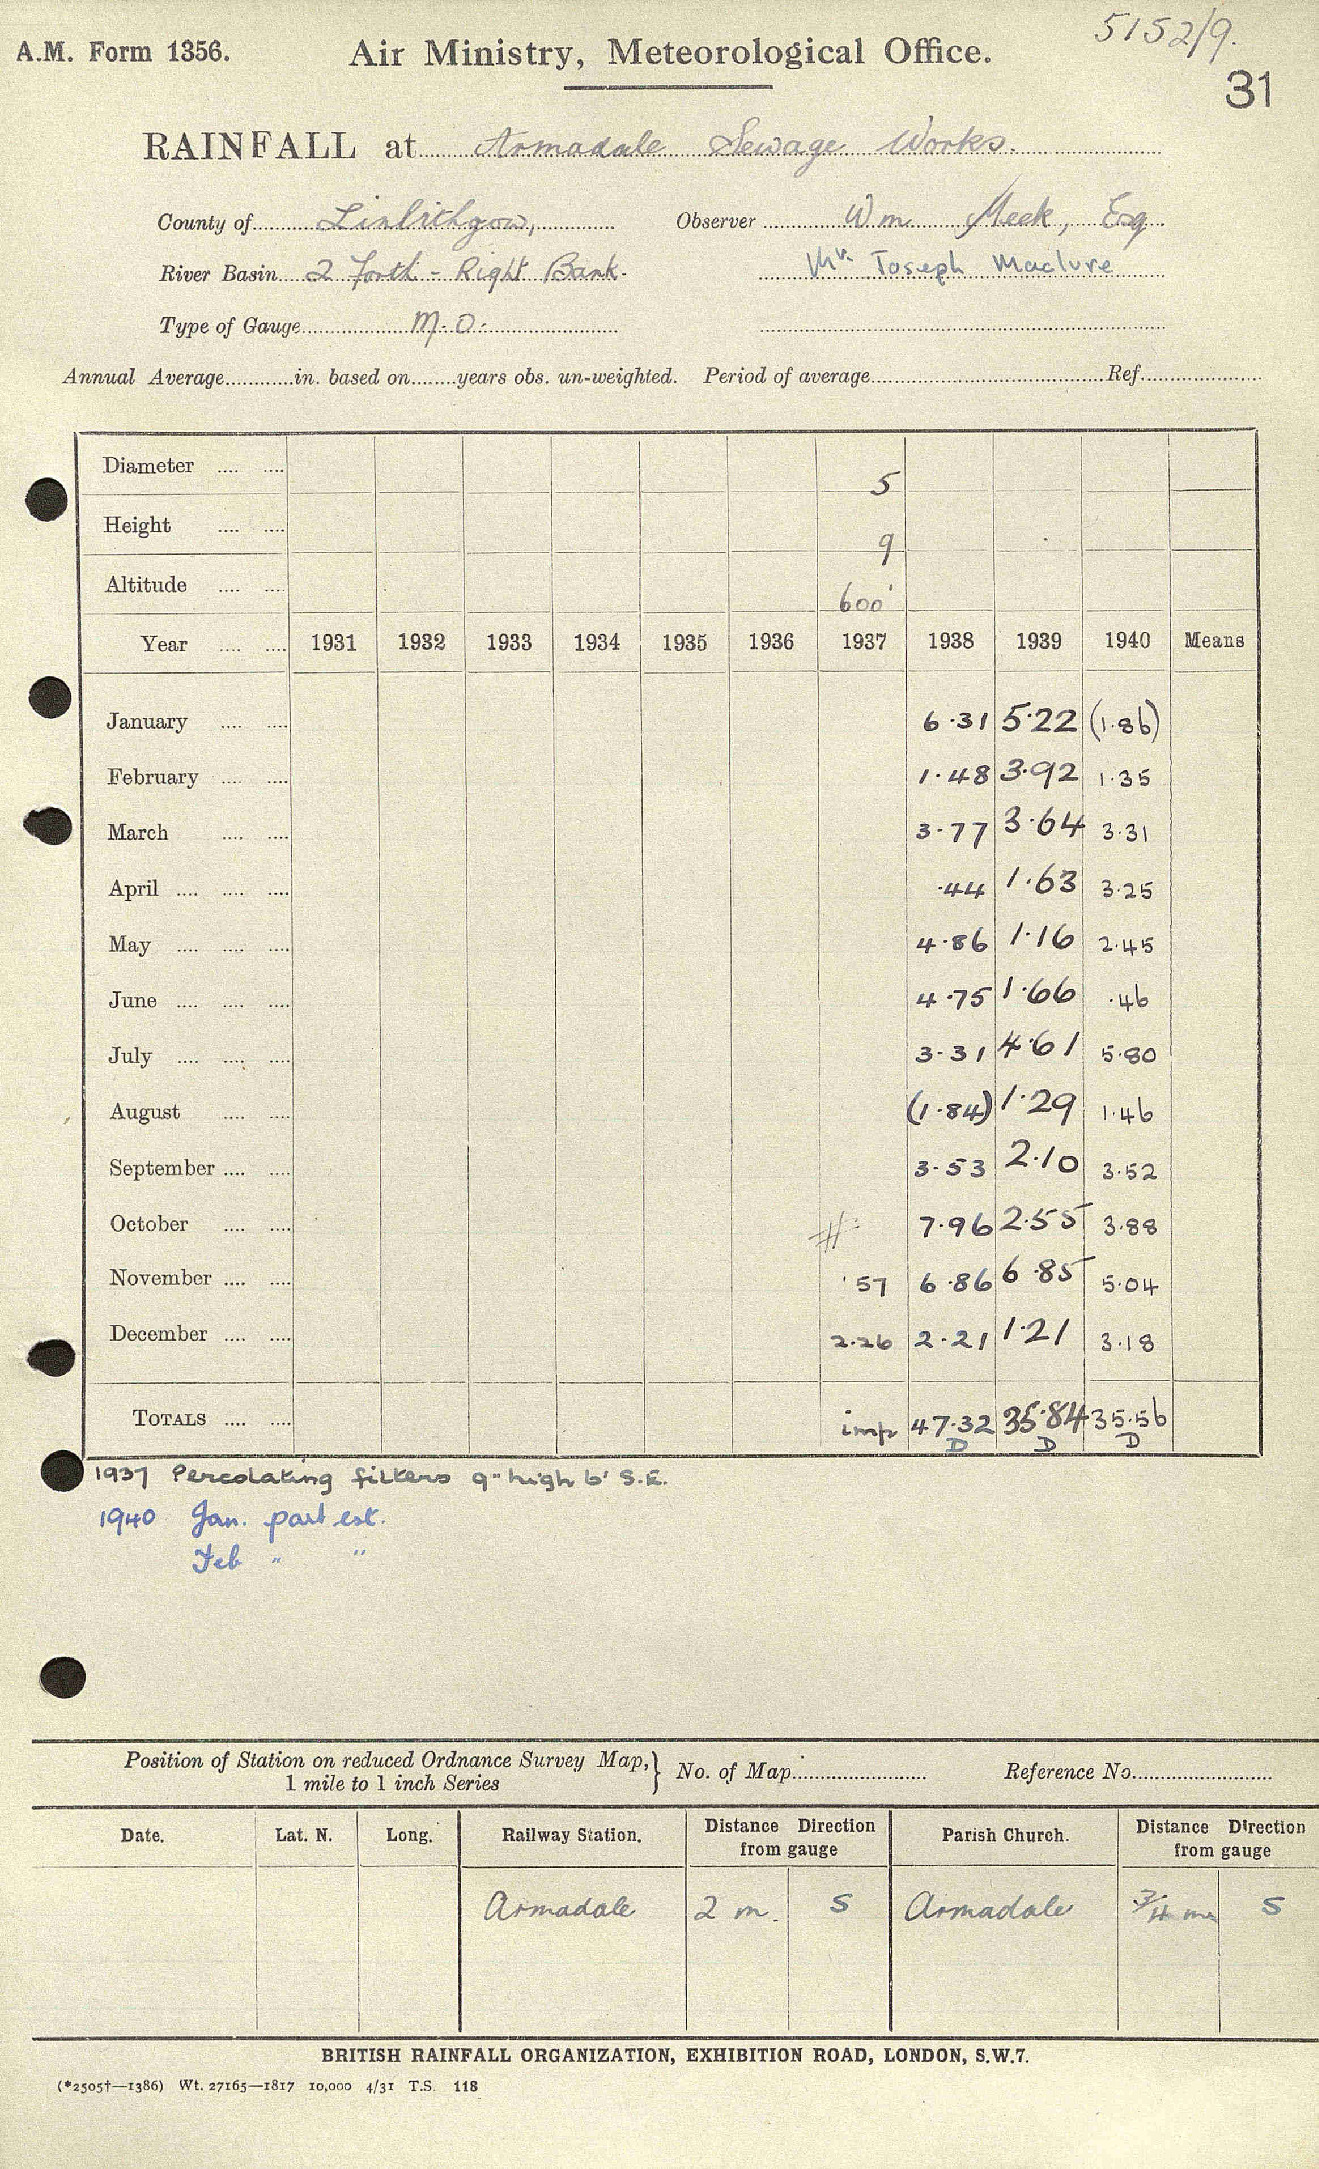 5152/9.
A.M. Form 1356. Air Ministry, Meteorological Office.
31
RAINFALL at Armadale Sewage Works.
County of Linlithgow, Observer Wm Meek, Esq
River Basin 2 Forth - Right Bank. Mr Joseph Maclure
Type of Gauge M.O.
Annual Average............in. based on........years obs. un-weighted. Period of average............Ref............
Diameter .... .... 5
Height .... .... 9
Altitude .... .... 600'
Year .... .... 1931 1932 1933 1934 1935 1936 1937 1938 1939 1940 Means
January .... .... 6.31 5.22 (1.86)
February .... .... 1.48 3.92 1.35
March .... .... 3.77 3.64 3.31
April .... .... .... .44 1.63 3.25
May .... .... .... 4.86 1.16 2.45
June .... .... .... 4.75 1.66 .46
July .... .... .... 3.31 4.61 5.80
August .... .... (1.84) 1.29 1.46
September .... .... 3.53 2.10 3.52
October .... .... 7.96 2.55 3.88
November .... .... .57 6.86 6.85 5.04
December .... .... 2.26 2.21 1.21 3.18
TOTALS .... .... imp 47.32 35.84 35.56
D D D
1937 Percolating filters 9" high 6' S.E.
1940 Jan. part est.
Feb " "
Position of Station on reduced Ordnance Survey Map, } No. of Map............ Reference No............
1 mile to 1 inch Series
Date. Lat. N. Long. Railway Station. Distance Direction from gauge Parish Church. Distance Direction from gauge
Armadale 2 m. S Armadale 3/4 m S
BRITISH RAINFALL ORGANIZATION, EXHIBITION ROAD, LONDON, S.W.7.
(*2505†—1386) Wt. 27165—1817 10,000 4/31 T.S. 118